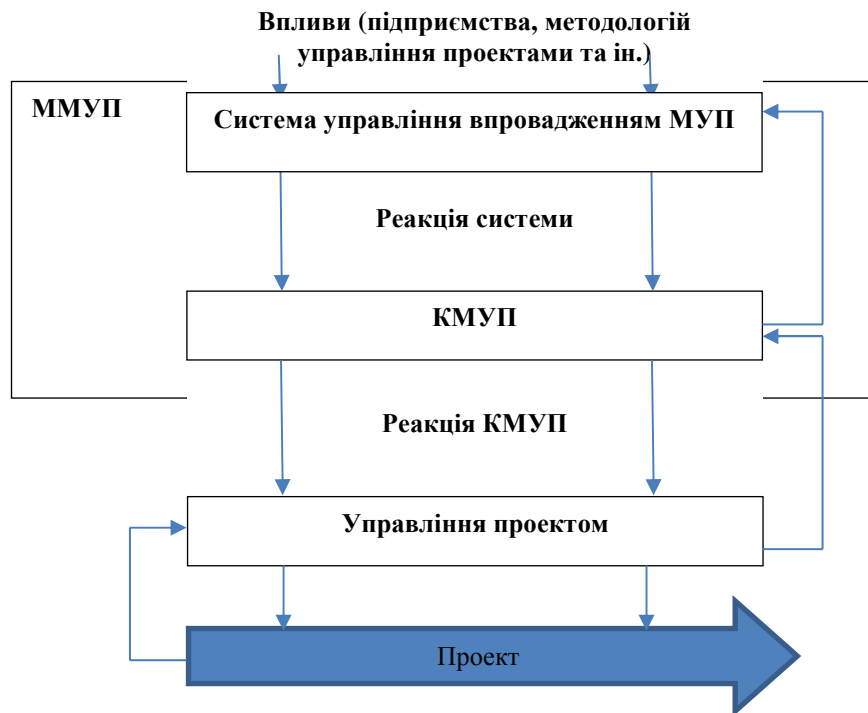 Впливи (підприємства, методологій
управління проектами та ін.)
ММУП
Система управління впровадженням МУП
Реакція системи
КМУП
Реакція КМУП
Управління проектом
Проект